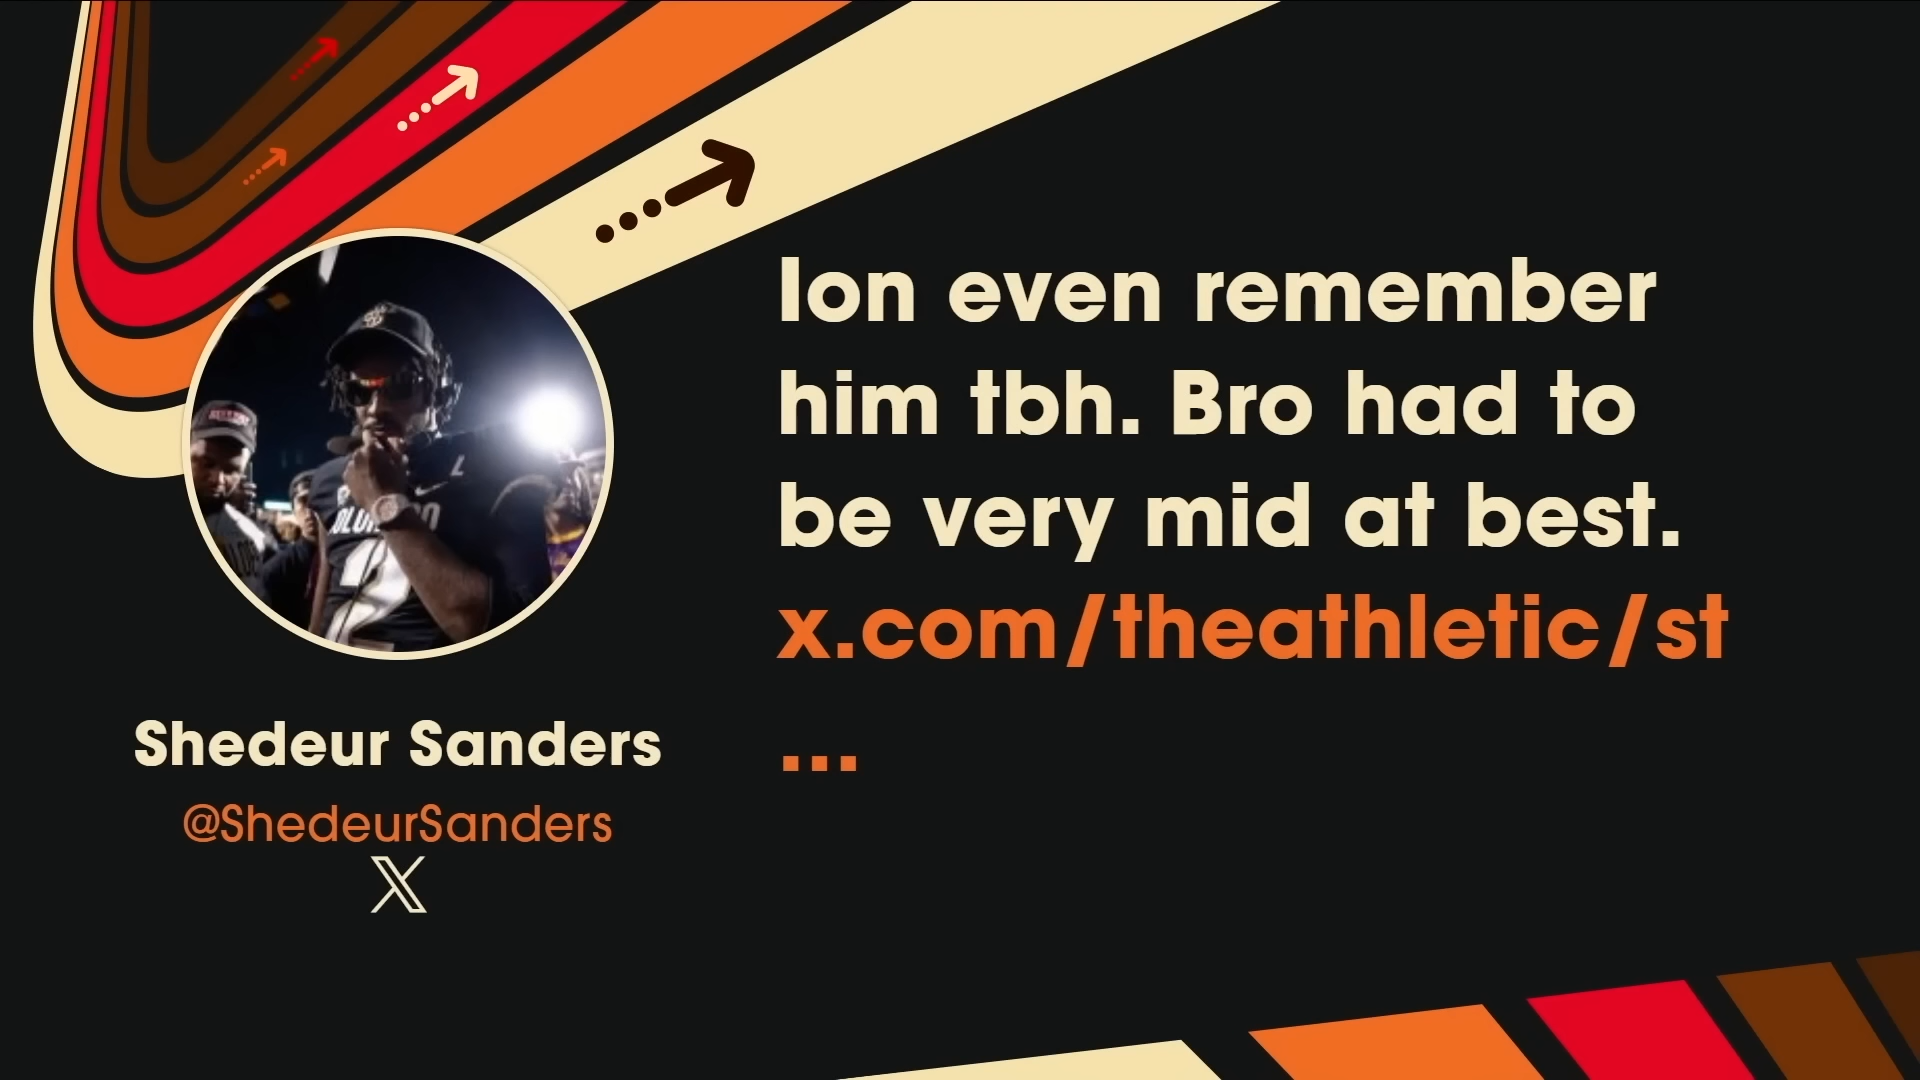 Ion even remember
him tbh. Bro had to
be very mid at best.
x.com/theathletic/st
...
Shedeur Sanders
@ShedeurSanders
X